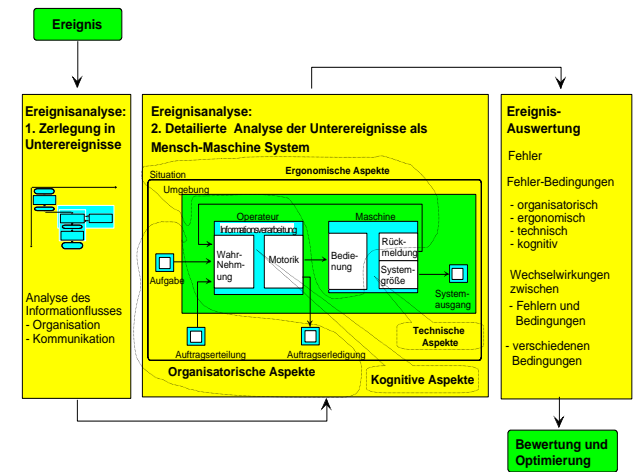 Ereignis
Ereignisanalyse:
1. Zerlegung in
Unterereignisse
Analyse des
Informationflusses
- Organisation
- Kommunikation
Ereignisanalyse:
2. Detailierte Analyse der Unterereignisse als
Mensch-Maschine System
Ergonomische Aspekte
Situation
Umgebung
Operateur
Maschine
Informationsverarbeitung
Wahr-
Nehm-
ung
Motorik
Bedie-
nung
Rück-
meldung
System-
größe
Aufgabe
System-
ausgang
Technische
Aspekte
Auftragserteilung
Auftragserledigung
Organisatorische Aspekte
Kognitive Aspekte
Ereignis-
Auswertung
Fehler
Fehler-Bedingungen
- organisatorisch
- ergonomisch
- technisch
- kognitiv
Wechselwirkungen
zwischen
- Fehlern und
Bedingungen
- verschiedenen
Bedingungen
Bewertung und
Optimierung